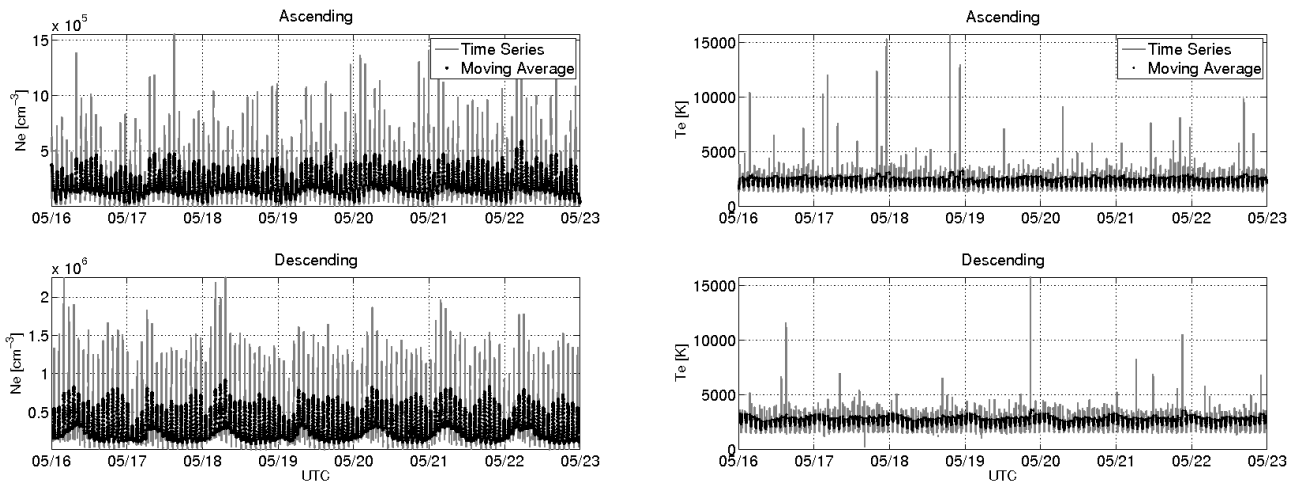 Ascending
x 10^5
15
10
5
Ne [cm^-3]
Time Series
Moving Average
05/16 05/17 05/18 05/19 05/20 05/21 05/22 05/23
Ascending
15000
10000
5000
0
Te [K]
Time Series
Moving Average
05/16 05/17 05/18 05/19 05/20 05/21 05/22 05/23
Descending
x 10^6
2
1.5
1
0.5
Ne [cm^-3]
05/16 05/17 05/18 05/19 05/20 05/21 05/22 05/23
UTC
Descending
15000
10000
5000
0
Te [K]
05/16 05/17 05/18 05/19 05/20 05/21 05/22 05/23
UTC